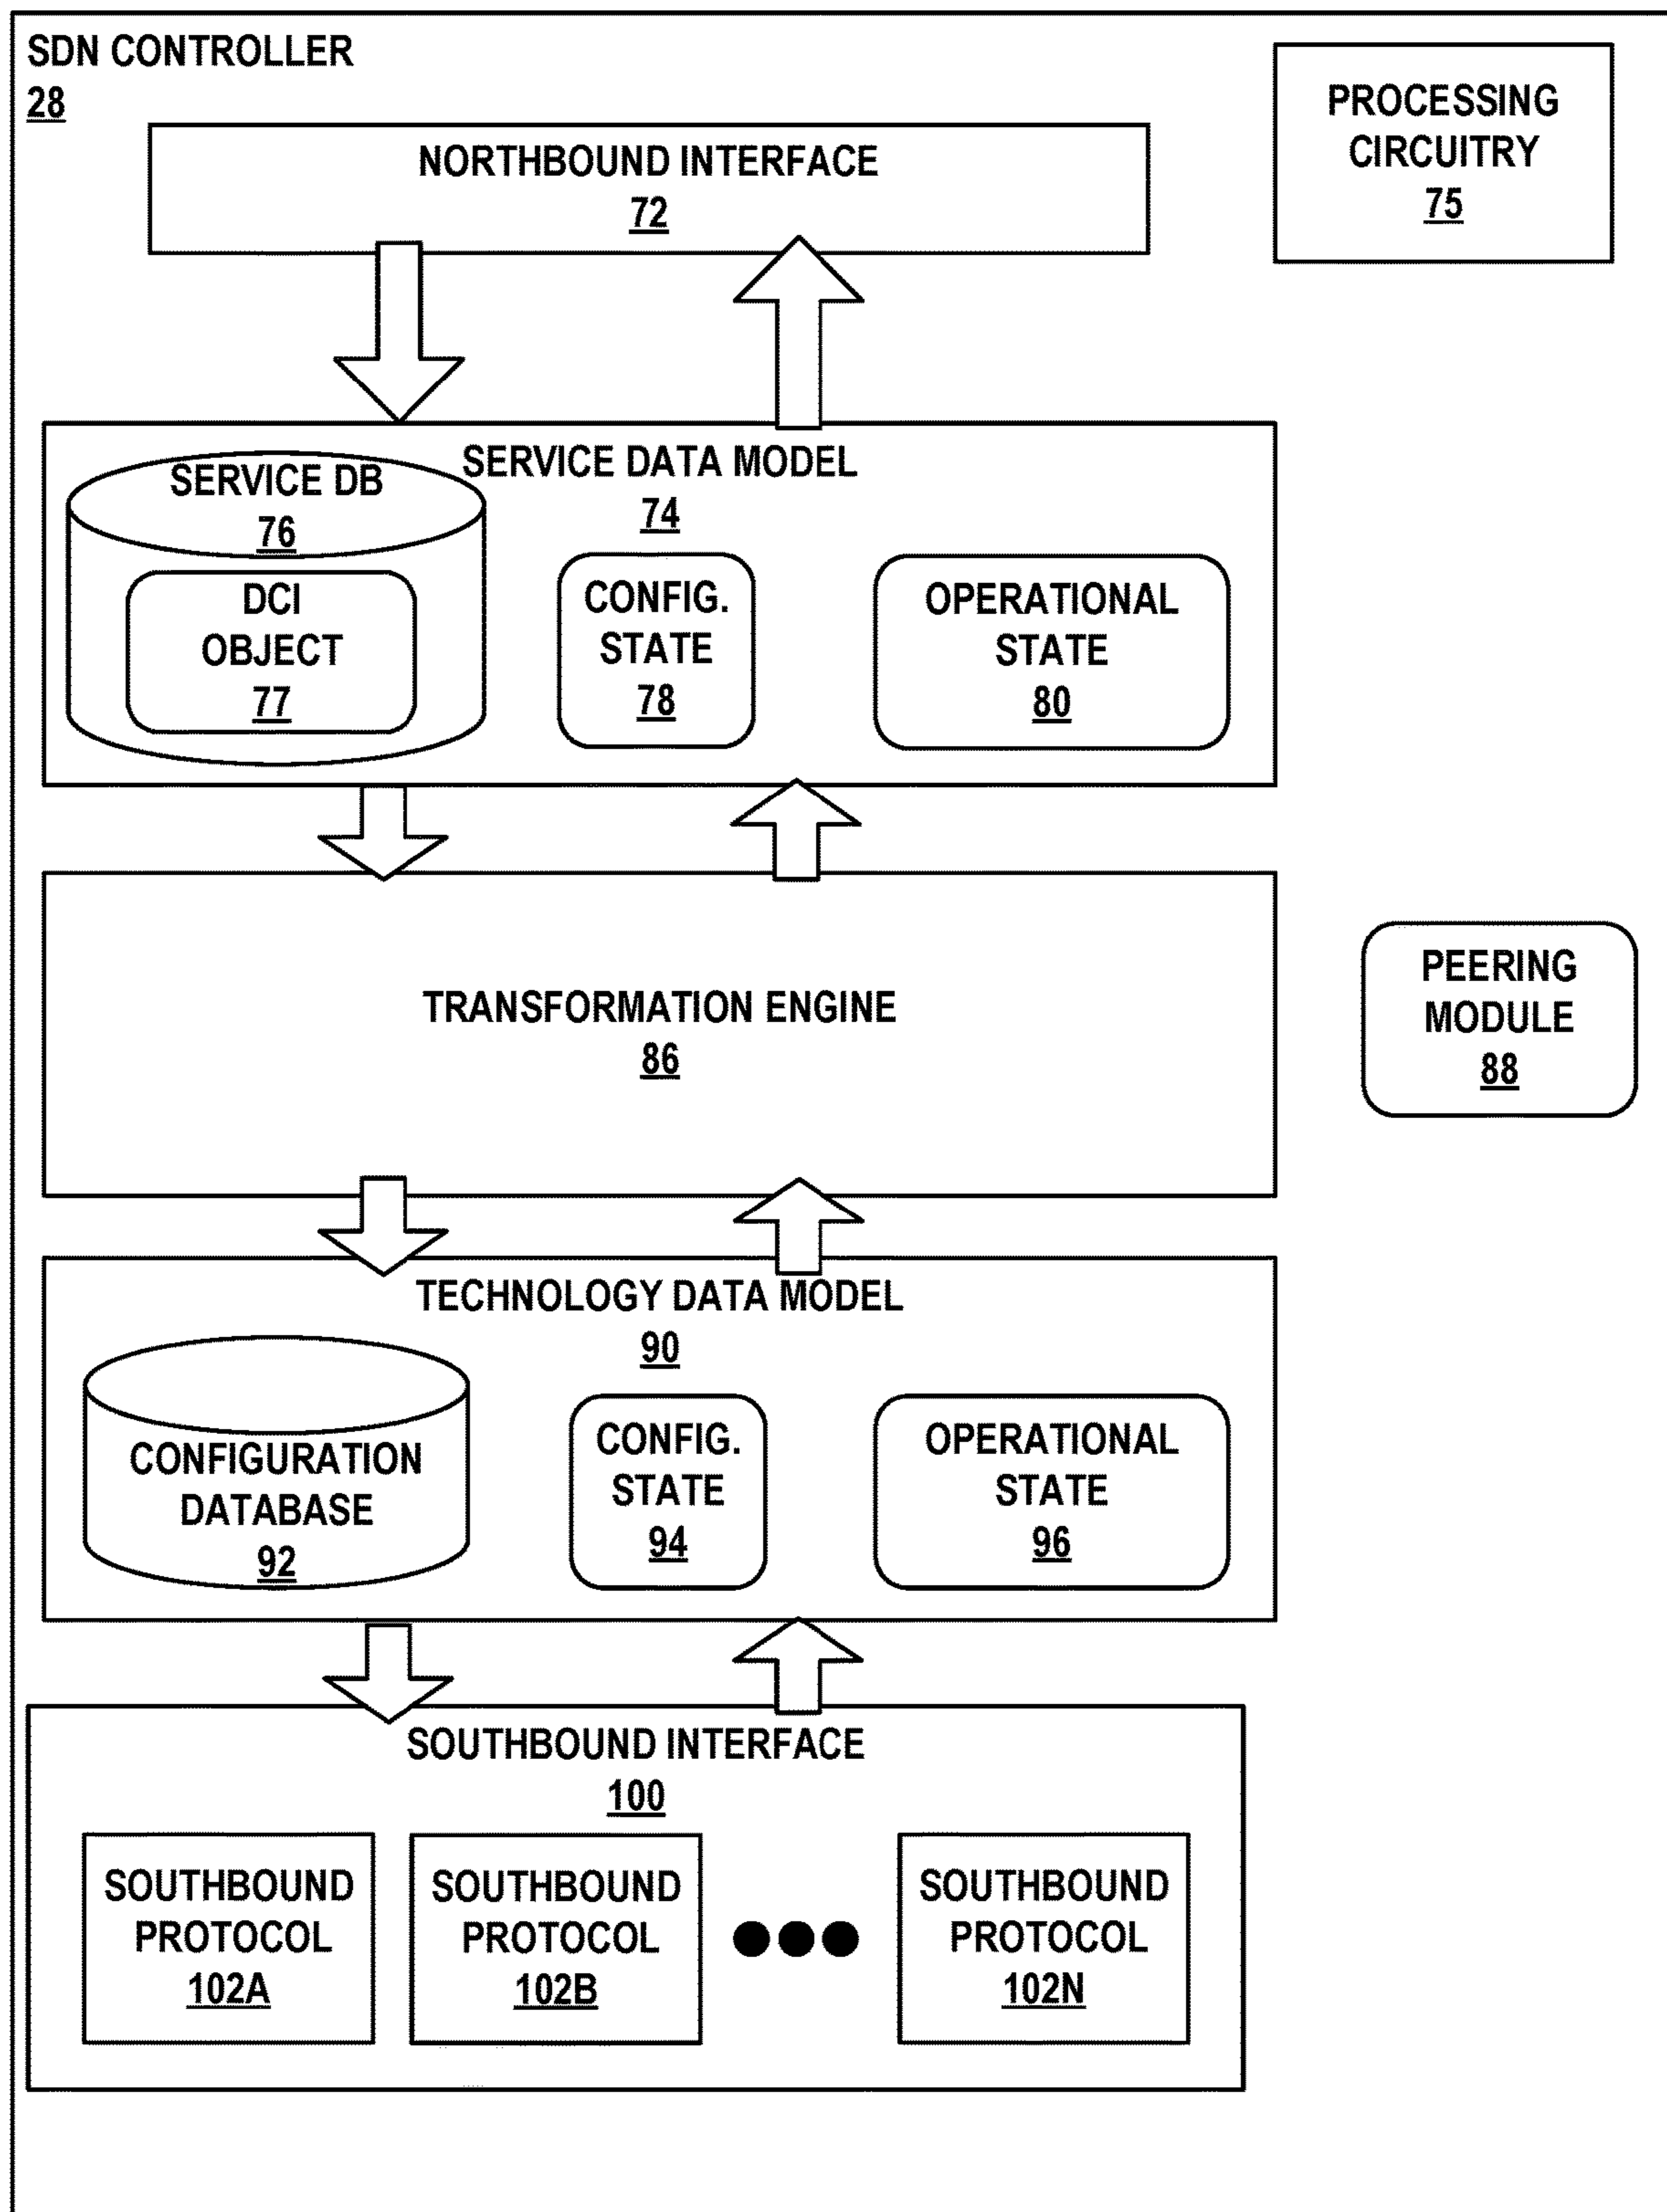 SDN CONTROLLER
28
PROCESSING
CIRCUITRY
75
NORTHBOUND INTERFACE
72
SERVICE DATA MODEL
74
SERVICE DB
76
DCI
OBJECT
77
CONFIG.
STATE
78
OPERATIONAL
STATE
80
TRANSFORMATION ENGINE
86
PEERING
MODULE
88
TECHNOLOGY DATA MODEL
90
CONFIGURATION
DATABASE
92
CONFIG.
STATE
94
OPERATIONAL
STATE
96
SOUTHBOUND INTERFACE
100
SOUTHBOUND
PROTOCOL
102A
SOUTHBOUND
PROTOCOL
102B
SOUTHBOUND
PROTOCOL
102N